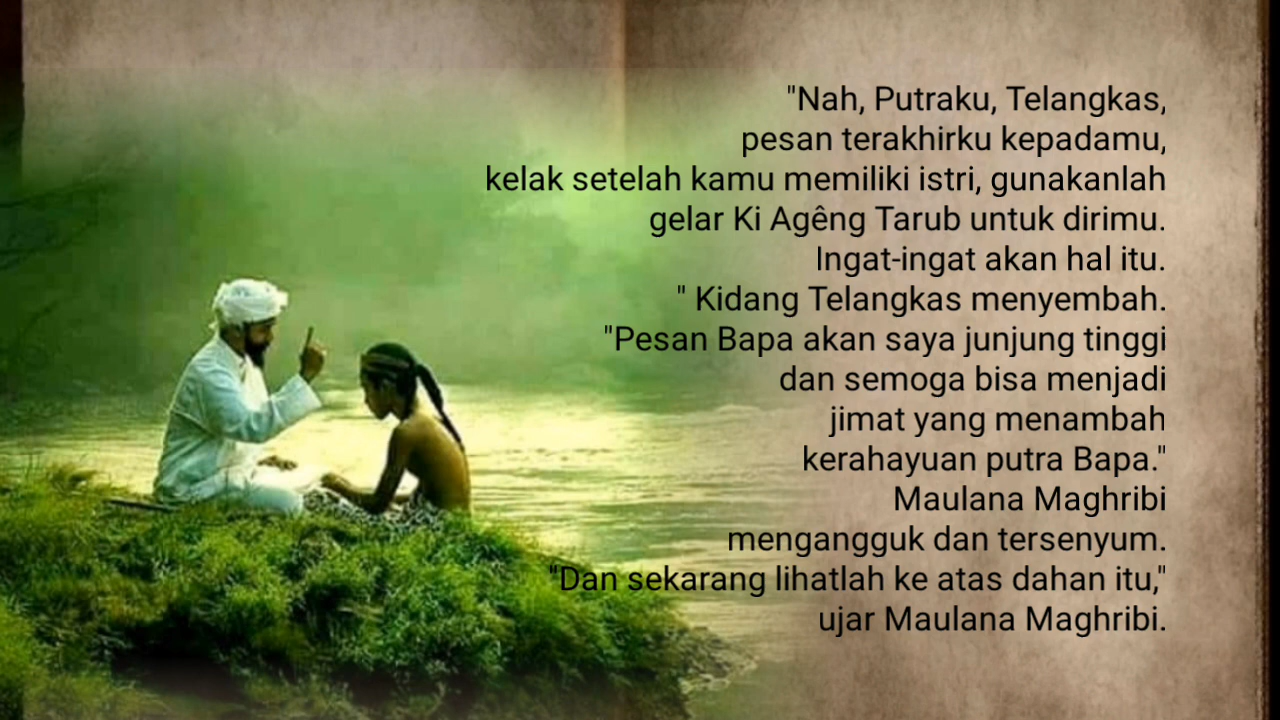 "Nah, Putraku, Telangkas,
pesan terakhirku kepadamu,
kelak setelah kamu memiliki istri, gunakanlah
gelar Ki Agêng Tarub untuk dirimu.
Ingat-ingat akan hal itu.
" Kidang Telangkas menyembah.
"Pesan Bapa akan saya junjung tinggi
dan semoga bisa menjadi
jimat yang menambah
kerahayuan putra Bapa."
Maulana Maghribi
mengangguk dan tersenyum.
"Dan sekarang lihatlah ke atas dahan itu,"
ujar Maulana Maghribi.